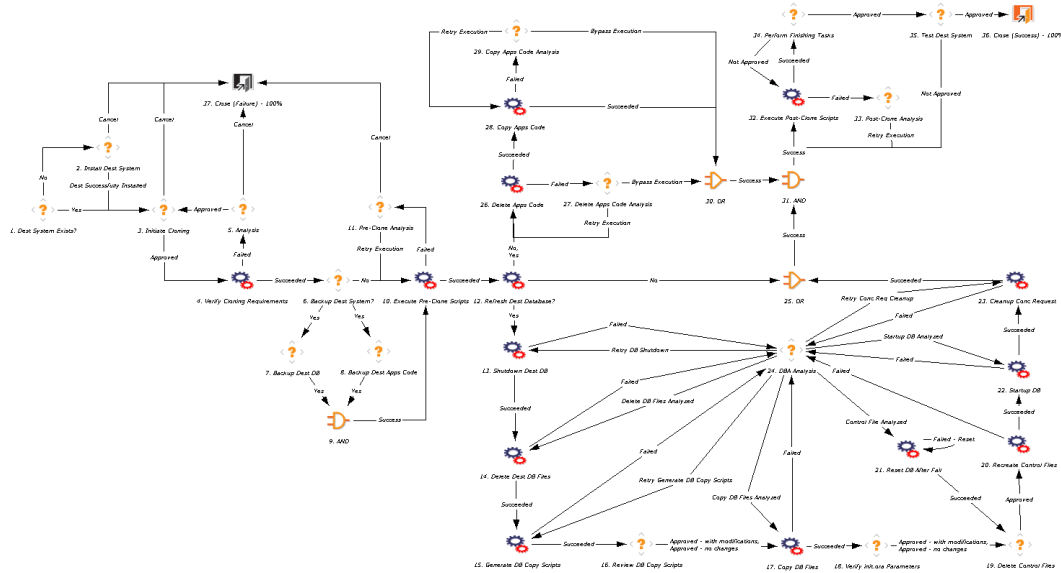 Approved
Approved
34. Perform Finishing Tasks
35. Test Dest System
36. Close (Success) - 100%
Retry Execution
Bypass Execution
29. Copy Apps Code Analysis
Not Approved
Succeeded
Failed
Failed
Not Approved
37. Close (Failure) - 100%
Succeeded
32. Execute Post-Clone Scripts
33. Post-Clone Analysis
Retry Execution
28. Copy Apps Code
Cancel
Cancel
Cancel
Cancel
Succeeded
Success
2. Install Dest System
No
Dest Successfully Installed
Failed
Bypass Execution
Success
26. Delete Apps Code
27. Delete Apps Code Analysis
30. OR
31. AND
Yes
Approved
1. Dest System Exists?
3. Initiate Cloning
5. Analysis
11. Pre-Clone Analysis
Retry Execution
Retry Execution
Success
Approved
Failed
Failed
No,
Yes
Succeeded
No
Succeeded
No
Succeeded
4. Verify Cloning Requirements
6. Backup Dest System?
10. Execute Pre-Clone Scripts
12. Refresh Dest Database?
25. OR
23. Cleanup Conc Request
Retry Conc Req Cleanup
Failed
Yes
Yes
Yes
Failed
Startup DB Analyzed
Succeeded
Retry DB Shutdown
Failed
7. Backup Dest DB
8. Backup Dest Apps Code
13. Shutdown Dest DB
24. DBA Analysis
Failed
22. Startup DB
Yes
Yes
Failed
Delete DB Files Analyzed
Succeeded
Success
Succeeded
Control File Analyzed
Succeeded
9. AND
Failed - Reset
Failed
Failed
14. Delete Dest DB Files
21. Reset DB After Fail
20. Recreate Control Files
Retry Generate DB Copy Scripts
Succeeded
Copy DB Files Analyzed
Succeeded
Approved
Succeeded
Approved - with modifications,
Approved - no changes
Succeeded
Approved - with modifications,
Approved - no changes
15. Generate DB Copy Scripts
16. Review DB Copy Scripts
17. Copy DB Files
18. Verify init.ora Parameters
19. Delete Control Files